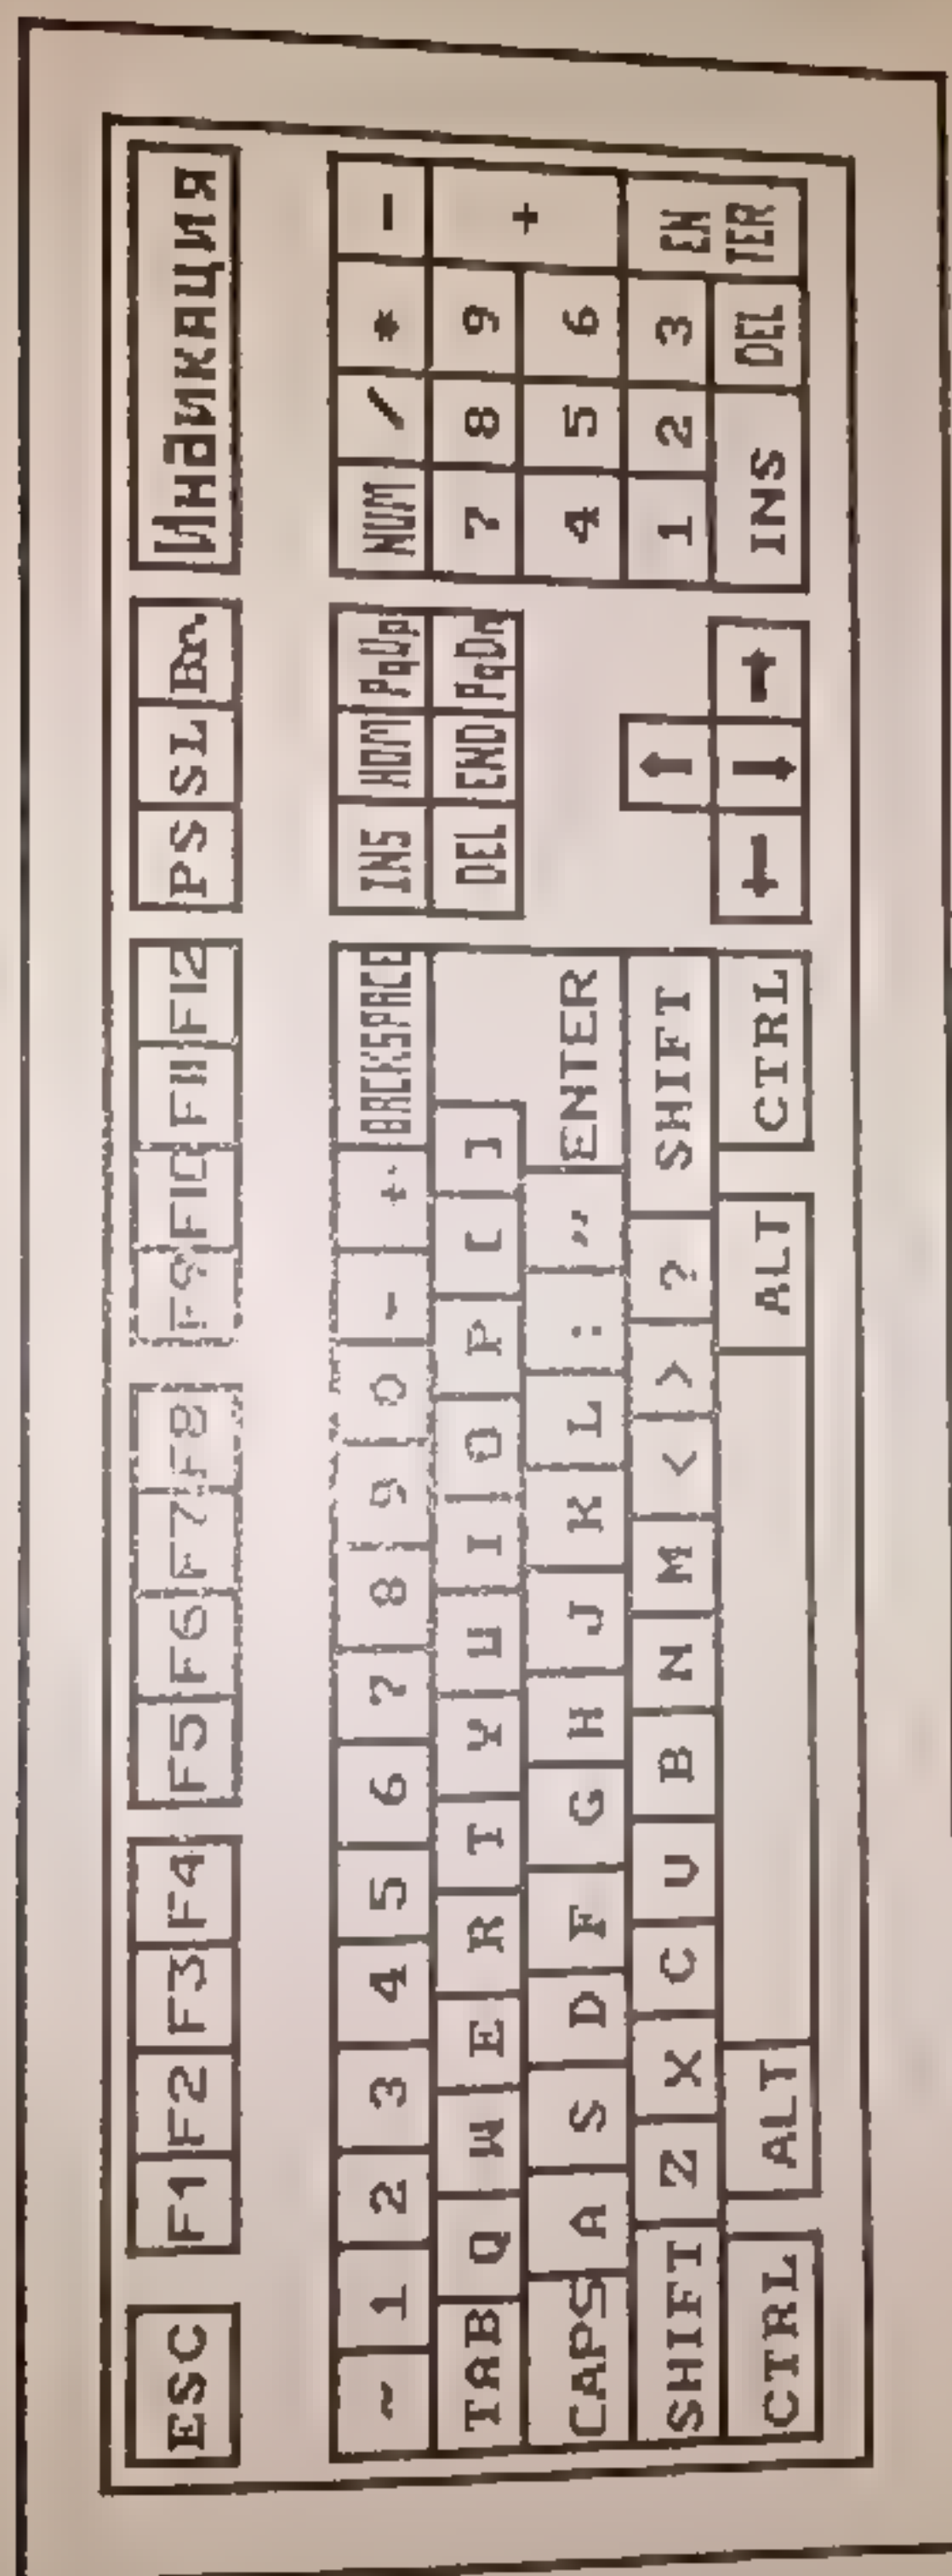 ESC F1 F2 F3 F4 F5 F6 F7 F8 F9 F10 F11 F12 PS SL Вл Индикация
~ 1 2 3 4 5 6 7 8 9 0 - + BACKSPACE INS HOM PgUp NUM / * -
TAB Q W E R T Y U I O P [ ] DEL END PgDn 7 8 9 +
CAPS A S D F G H J K L : " ENTER 4 5 6
SHIFT Z X C V B N M < > ? SHIFT ↑ 1 2 3 EN TER
CTRL ALT ALT CTRL ← ↓ → INS DEL